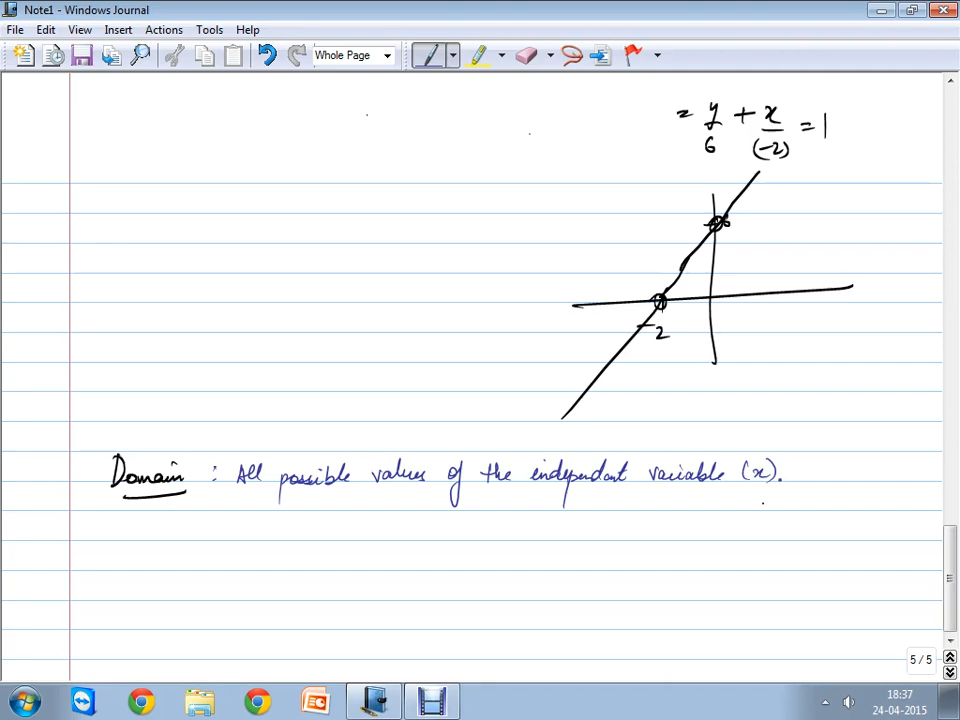 Note1 - Windows Journal
File Edit View Insert Actions Tools Help
Whole Page
= y/6 + x/(-2) = 1
6
-2
Domain : All possible values of the independent variable (x).
5 / 5
18:37
24-04-2015